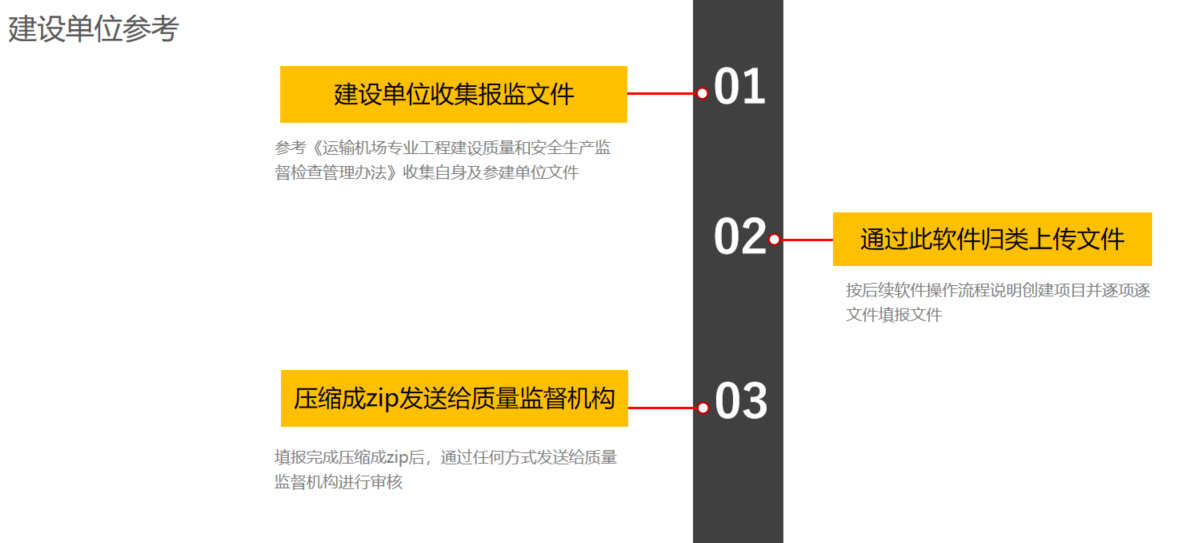 建设单位参考
01
建设单位收集报监文件
参考《运输机场专业工程建设质量和安全生产监
督检查管理办法》收集自身及参建单位文件
02
通过此软件归类上传文件
按后续软件操作流程说明创建项目并逐项逐
文件填报文件
03
压缩成zip发送给质量监督机构
填报完成压缩成zip后，通过任何方式发送给质量
监督机构进行审核